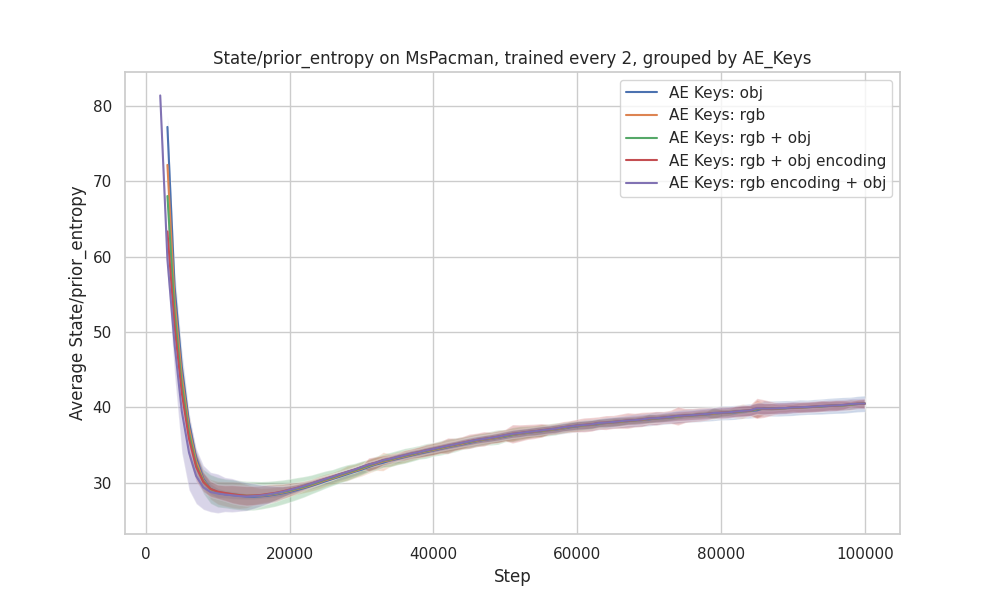 State/prior_entropy on MsPacman, trained every 2, grouped by AE_Keys
AE Keys: obj
AE Keys: rgb
AE Keys: rgb + obj
AE Keys: rgb + obj encoding
AE Keys: rgb encoding + obj
Average State/prior_entropy
80
70
60
50
40
30
0
20000
40000
60000
80000
100000
Step